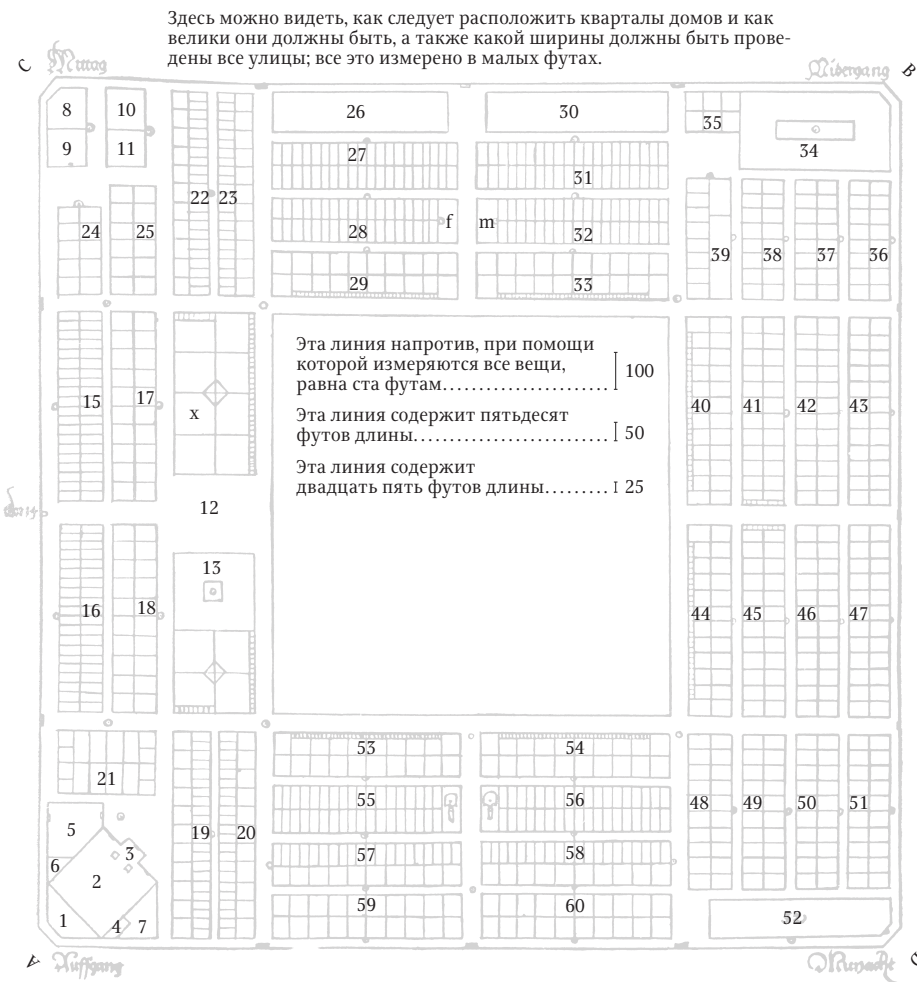 Здесь можно видеть, как следует расположить кварталы домов и как
велики они должны быть, а также какой ширины должны быть прове-
дены все улицы; все это измерено в малых футах.
C Mittag Nidergang B
8 10 26 30 35
9 11 27 31 34
22 23
24 25 28 f m 32 39 38 37 36
29 33
Эта линия напротив, при помощи
которой измеряются все вещи,
равна ста футам........................... 100
Эта линия содержит пятьдесят
футов длины................................ 50
Эта линия содержит
двадцать пять футов длины......... 25
15 17 x 40 41 42 43
12
13
16 18 44 45 46 47
53 54
21
55 56 48 49 50 51
5 19 20
3 57 58
6 2
1 4 7 59 60 52
A Auffgang Mitnacht